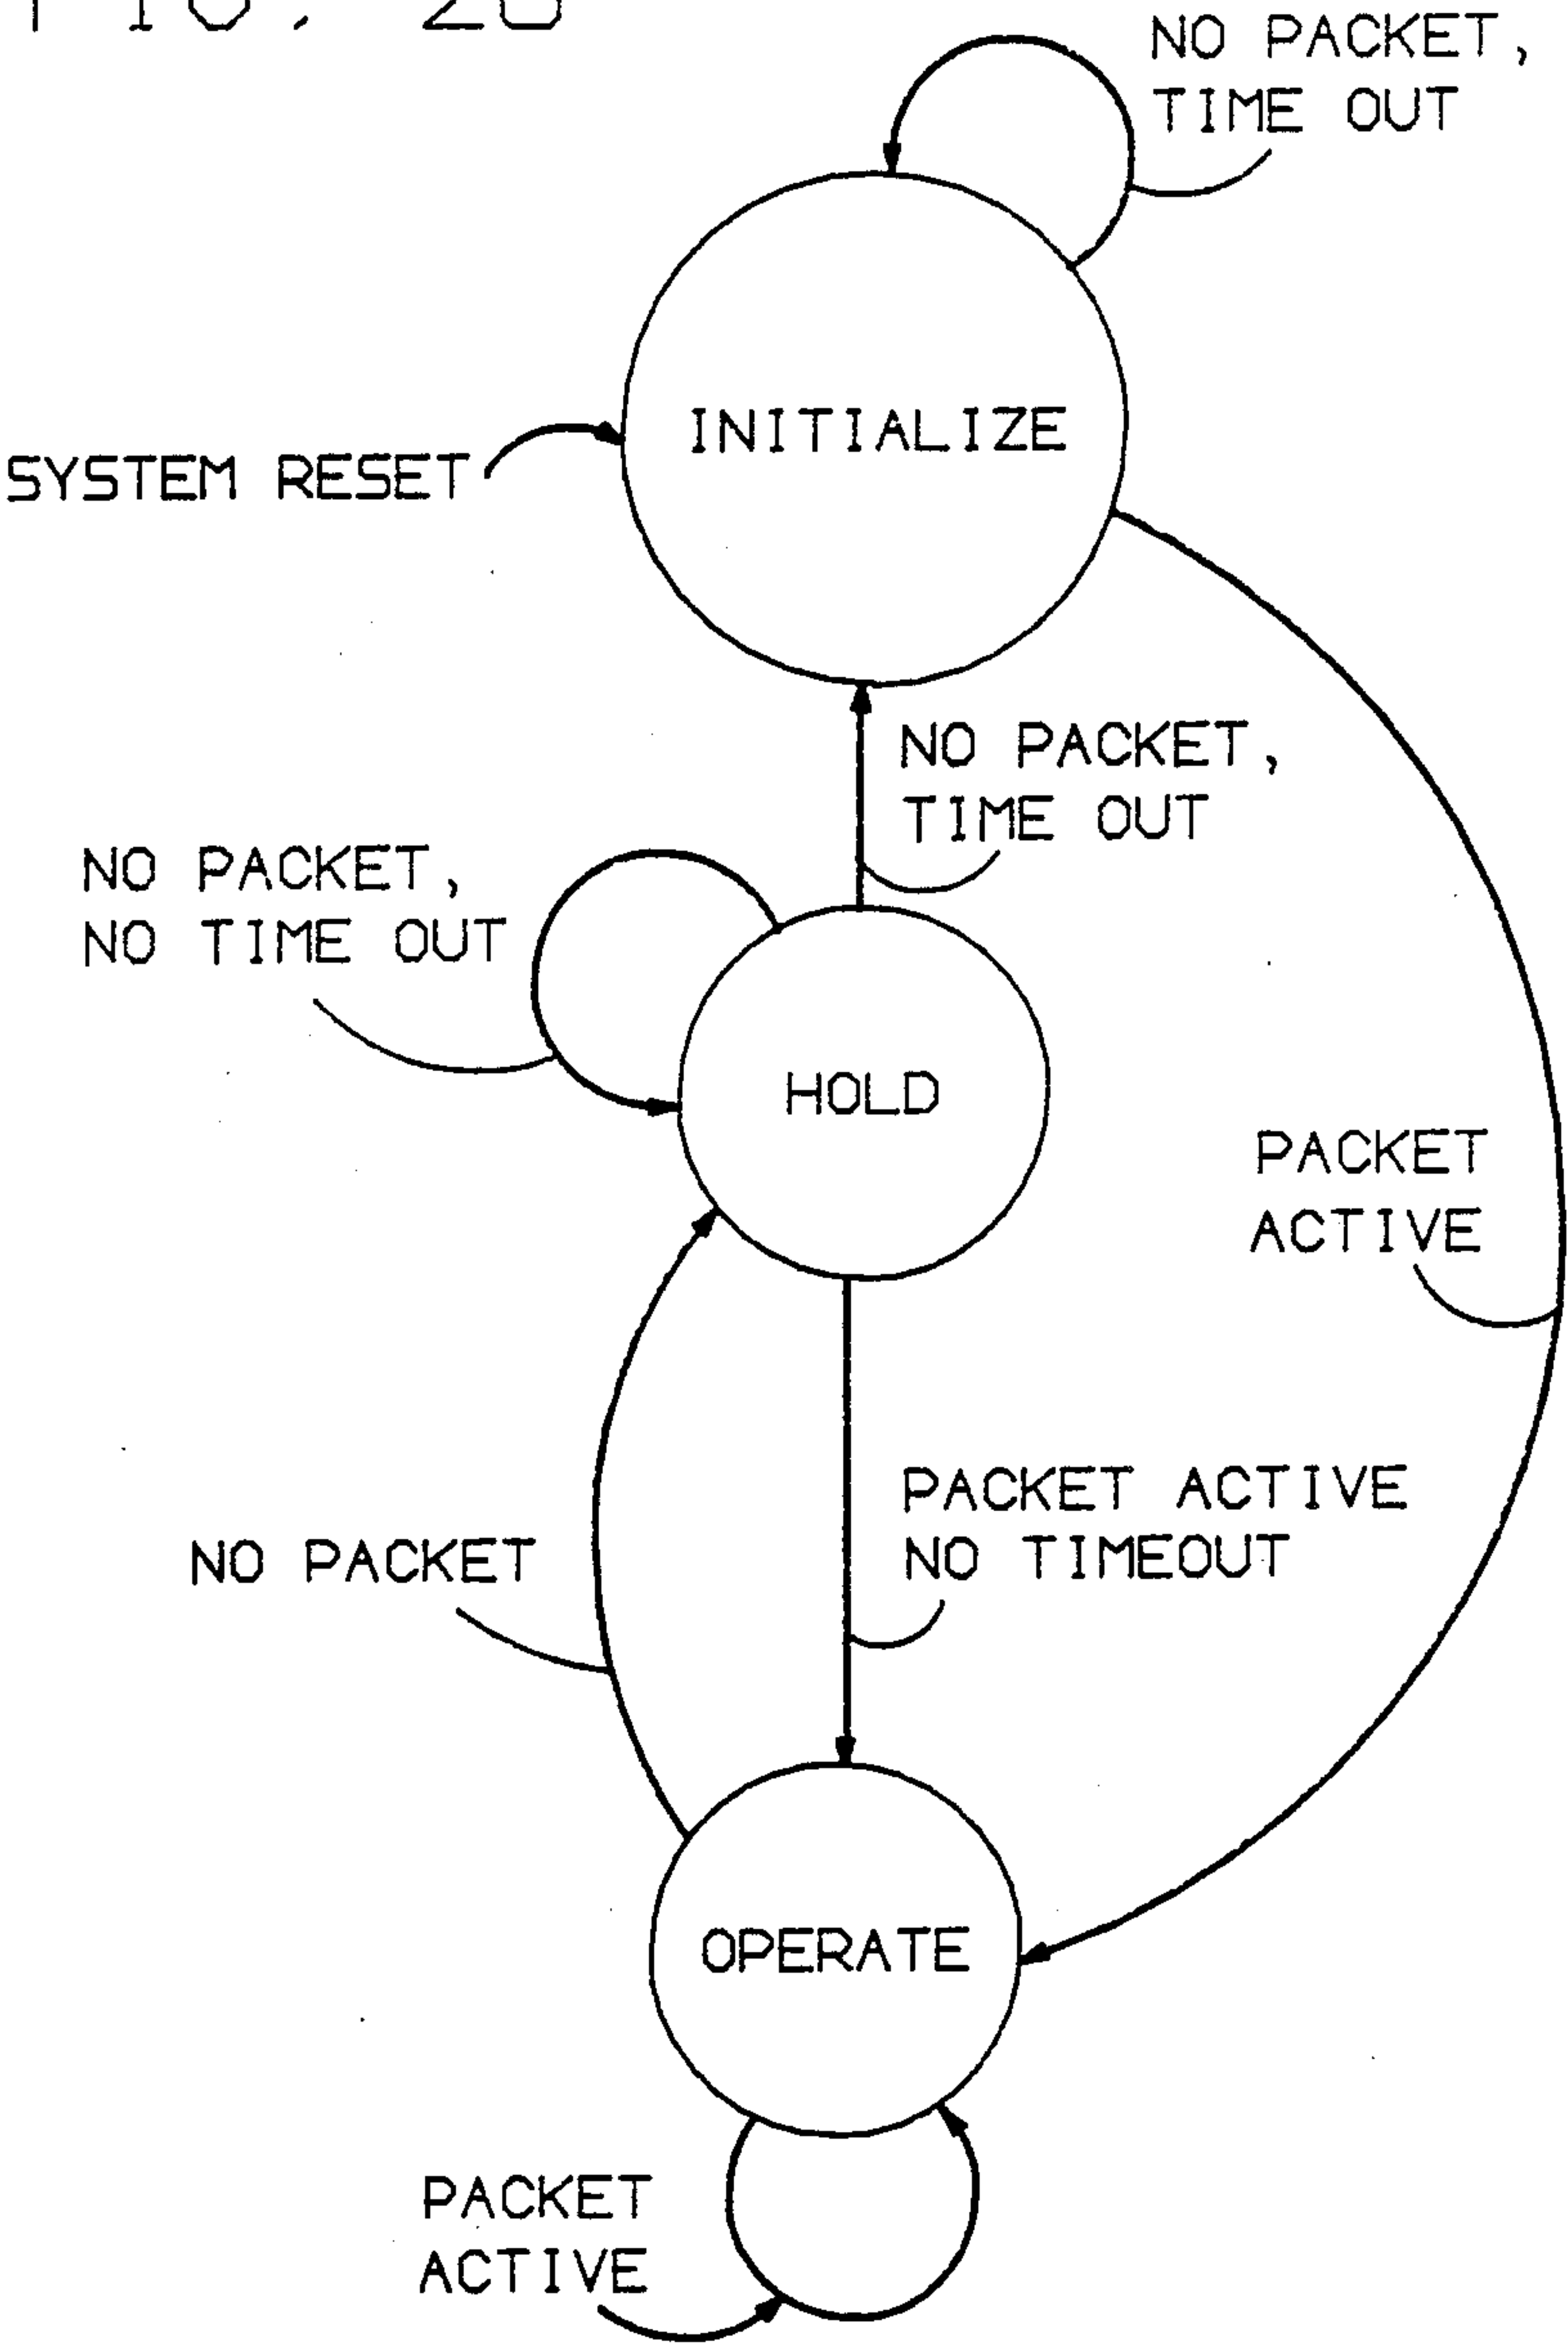 NO PACKET,
TIME OUT
INITIALIZE
SYSTEM RESET
NO PACKET,
TIME OUT
NO PACKET,
NO TIME OUT
HOLD
PACKET
ACTIVE
PACKET ACTIVE
NO TIMEOUT
NO PACKET
OPERATE
PACKET
ACTIVE